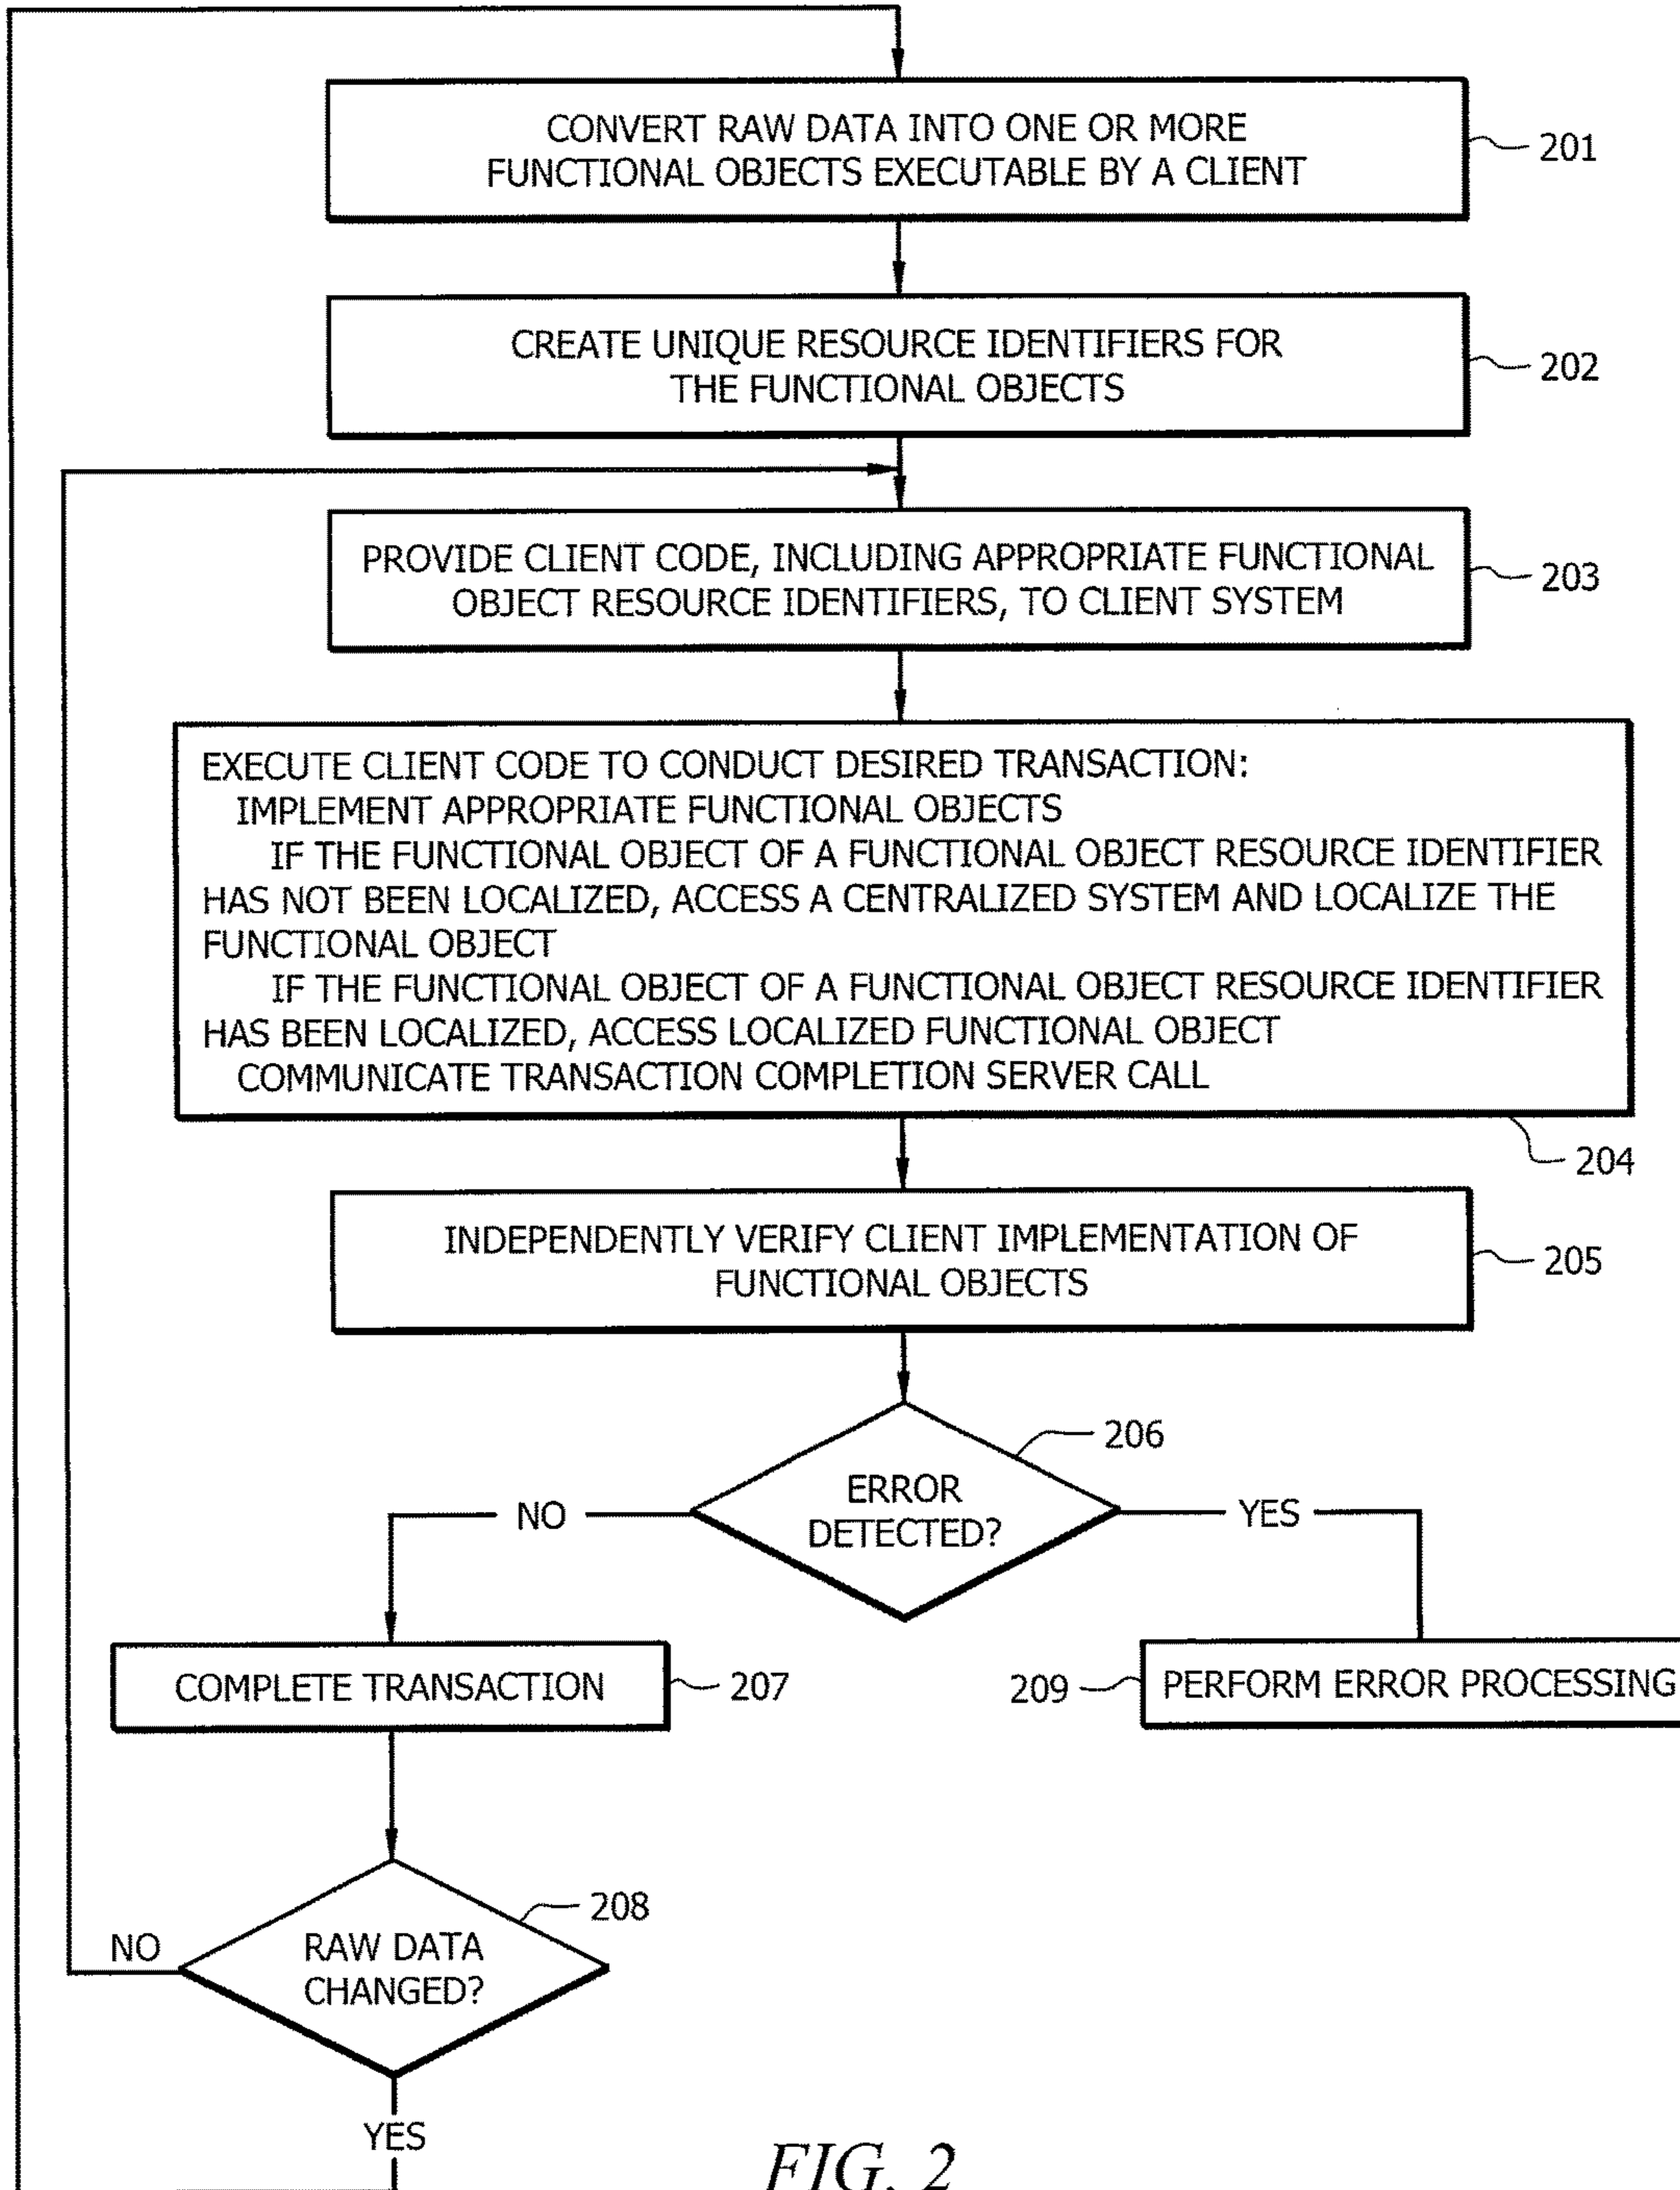 CONVERT RAW DATA INTO ONE OR MORE
FUNCTIONAL OBJECTS EXECUTABLE BY A CLIENT
201
CREATE UNIQUE RESOURCE IDENTIFIERS FOR
THE FUNCTIONAL OBJECTS
202
PROVIDE CLIENT CODE, INCLUDING APPROPRIATE FUNCTIONAL
OBJECT RESOURCE IDENTIFIERS, TO CLIENT SYSTEM
203
EXECUTE CLIENT CODE TO CONDUCT DESIRED TRANSACTION:
IMPLEMENT APPROPRIATE FUNCTIONAL OBJECTS
IF THE FUNCTIONAL OBJECT OF A FUNCTIONAL OBJECT RESOURCE IDENTIFIER
HAS NOT BEEN LOCALIZED, ACCESS A CENTRALIZED SYSTEM AND LOCALIZE THE
FUNCTIONAL OBJECT
IF THE FUNCTIONAL OBJECT OF A FUNCTIONAL OBJECT RESOURCE IDENTIFIER
HAS BEEN LOCALIZED, ACCESS LOCALIZED FUNCTIONAL OBJECT
COMMUNICATE TRANSACTION COMPLETION SERVER CALL
204
INDEPENDENTLY VERIFY CLIENT IMPLEMENTATION OF
FUNCTIONAL OBJECTS
205
206
ERROR
DETECTED?
NO
YES
COMPLETE TRANSACTION
207
209
PERFORM ERROR PROCESSING
208
RAW DATA
CHANGED?
NO
YES
FIG. 2